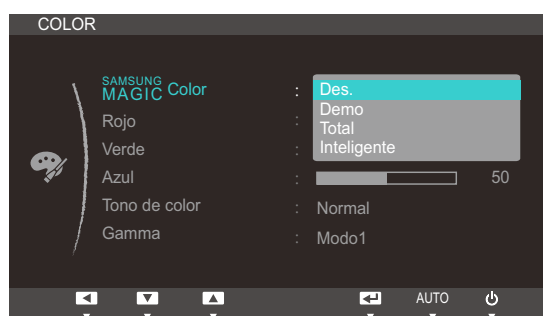 COLOR
SAMSUNG MAGIC Color : Des.
Demo
Rojo : Total
Verde : Inteligente
Azul : 50
Tono de color : Normal
Gamma : Modo1
AUTO